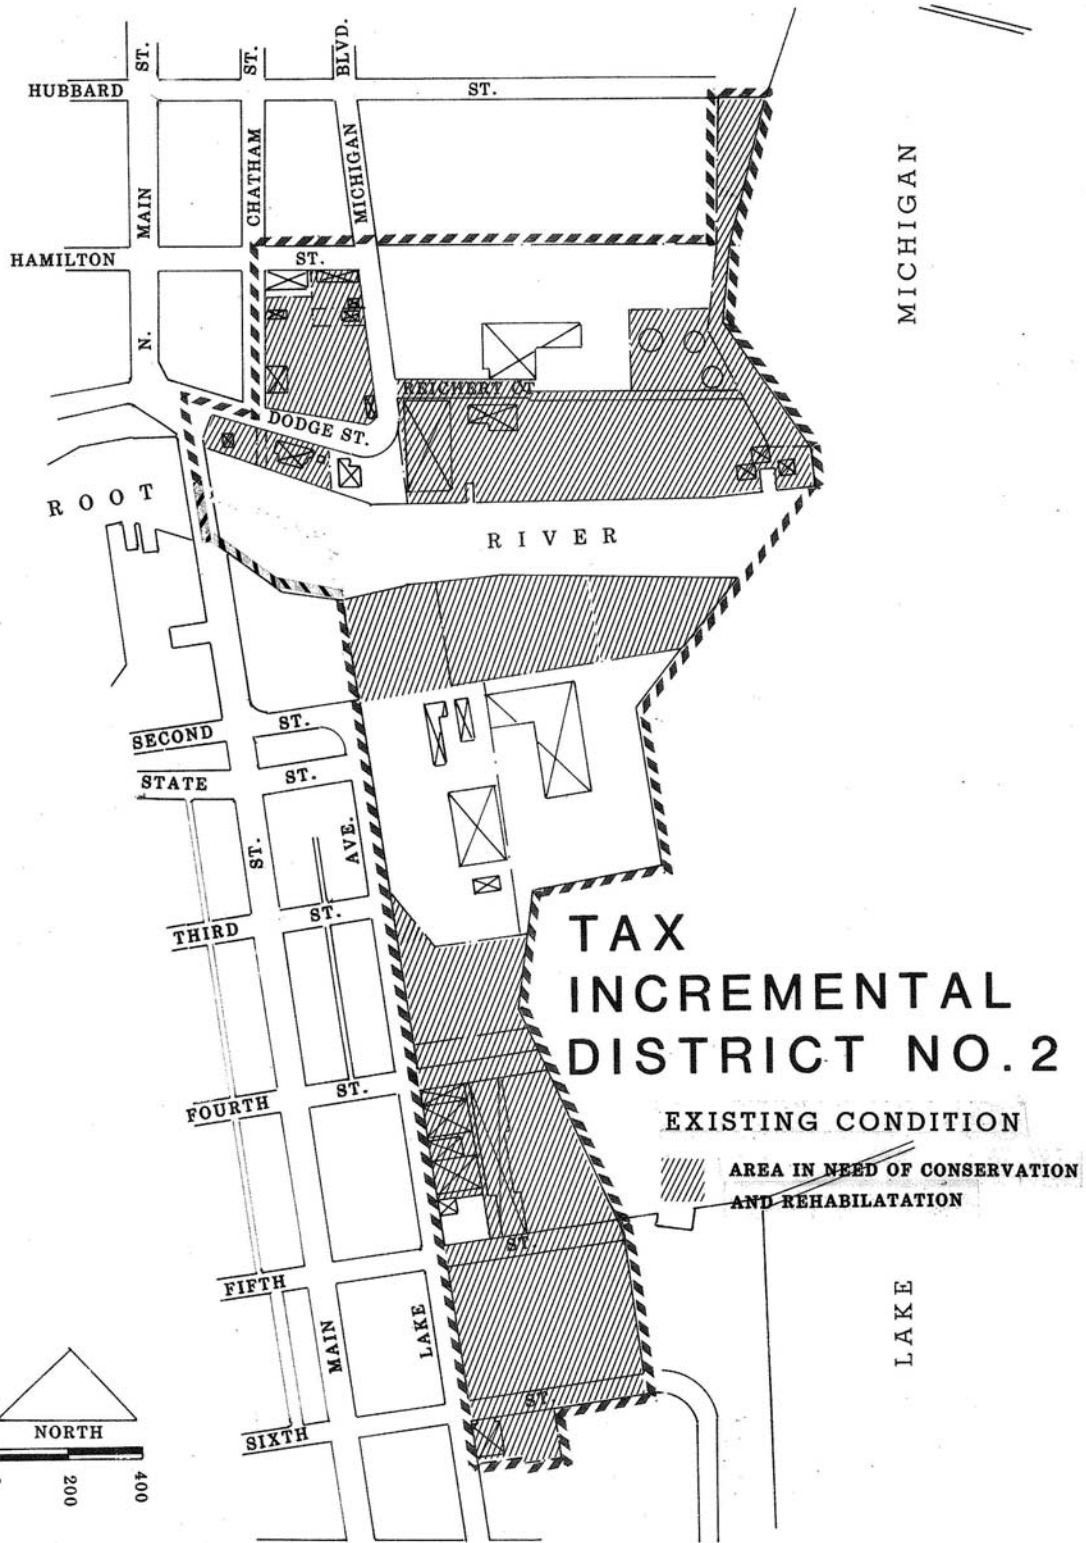 ST.
ST.
BLVD.
HUBBARD
ST.
MAIN
CHATHAM
MICHIGAN
MICHIGAN
HAMILTON
ST.
N.
REICHERT CT
DODGE ST.
ROOT
RIVER
SECOND
ST.
STATE
ST.
ST.
AVE.
THIRD
ST.
TAX
INCREMENTAL
DISTRICT NO. 2
FOURTH
ST.
EXISTING CONDITION
AREA IN NEED OF CONSERVATION
AND REHABILATATION
ST
FIFTH
MAIN
LAKE
LAKE
ST
SIXTH
NORTH
200
400